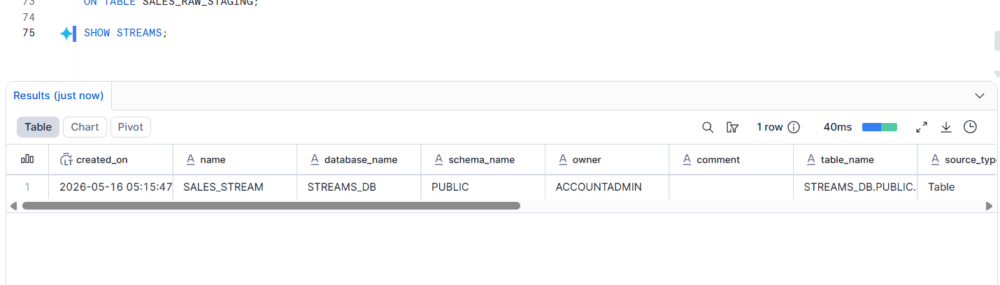 73 ON TABLE SALES_RAW_STAGING;
74
75 SHOW STREAMS;
Results (just now)
Table Chart Pivot 1 row 40ms
created_on name database_name schema_name owner comment table_name source_typ
1 2026-05-16 05:15:47 SALES_STREAM STREAMS_DB PUBLIC ACCOUNTADMIN STREAMS_DB.PUBLIC. Table